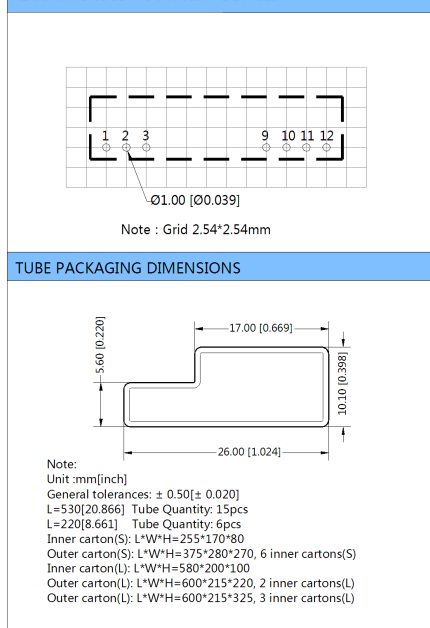 1 2 3 9 10 11 12
Ø1.00 [Ø0.039]
Note : Grid 2.54*2.54mm
TUBE PACKAGING DIMENSIONS
17.00 [0.669]
5.60 [0.220]
10.10 [0.398]
26.00 [1.024]
Note:
Unit :mm[inch]
General tolerances: ± 0.50[± 0.020]
L=530[20.866] Tube Quantity: 15pcs
L=220[8.661] Tube Quantity: 6pcs
Inner carton(S): L*W*H=255*170*80
Outer carton(S): L*W*H=375*280*270, 6 inner cartons(S)
Inner carton(L): L*W*H=580*200*100
Outer carton(L): L*W*H=600*215*220, 2 inner cartons(L)
Outer carton(L): L*W*H=600*215*325, 3 inner cartons(L)